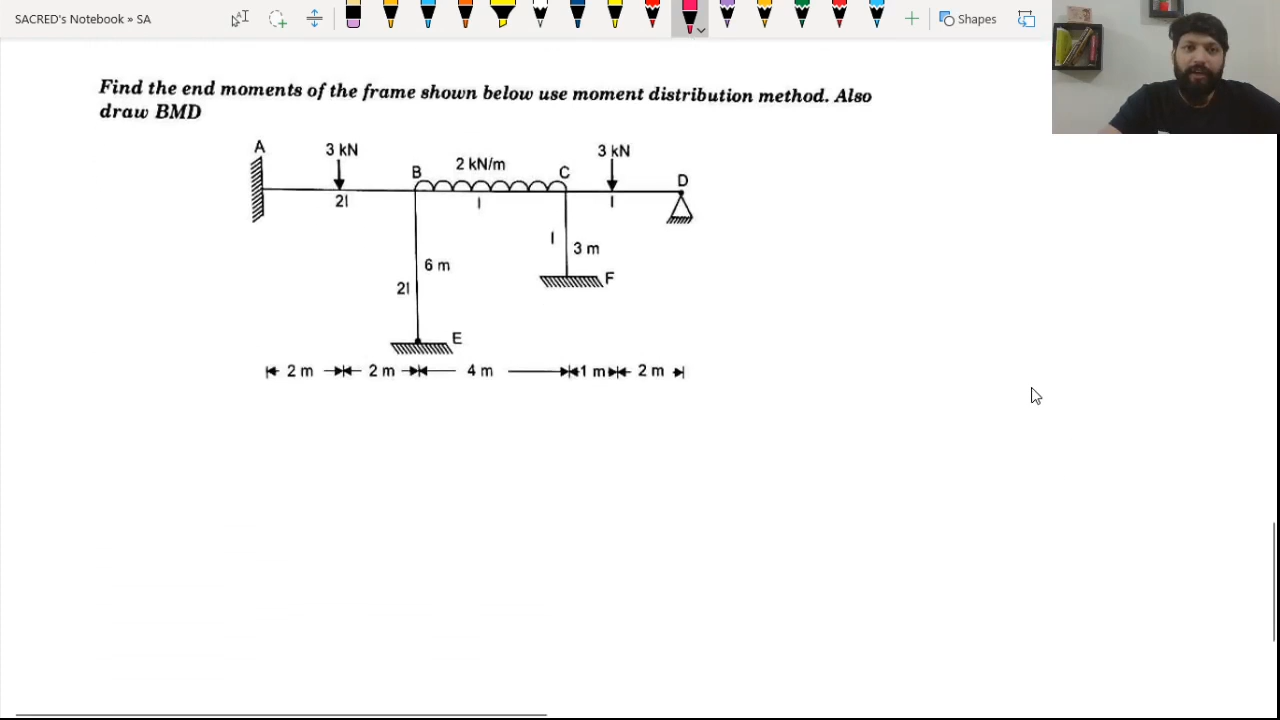 SACRED's Notebook » SA
Shapes
Find the end moments of the frame shown below use moment distribution method. Also
draw BMD
A
3 kN
B
2 kN/m
C
3 kN
D
2I
I
I
I
3 m
6 m
F
2I
E
2 m
2 m
4 m
1 m
2 m